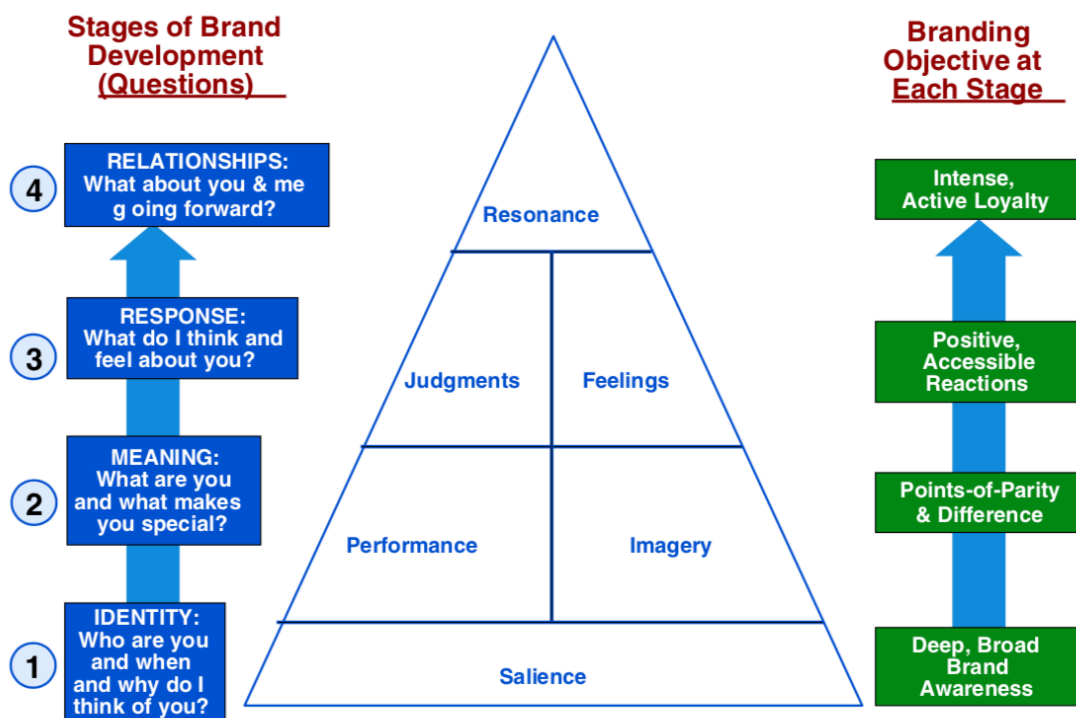 Stages of Brand
Development
(Questions)
4
RELATIONSHIPS:
What about you & me
g oing forward?
3
RESPONSE:
What do I think and
feel about you?
2
MEANING:
What are you
and what makes
you special?
1
IDENTITY:
Who are you
and when
and why do I
think of you?
Resonance
Judgments
Feelings
Performance
Imagery
Salience
Branding
Objective at
Each Stage
Intense,
Active Loyalty
Positive,
Accessible
Reactions
Points-of-Parity
& Difference
Deep, Broad
Brand
Awareness